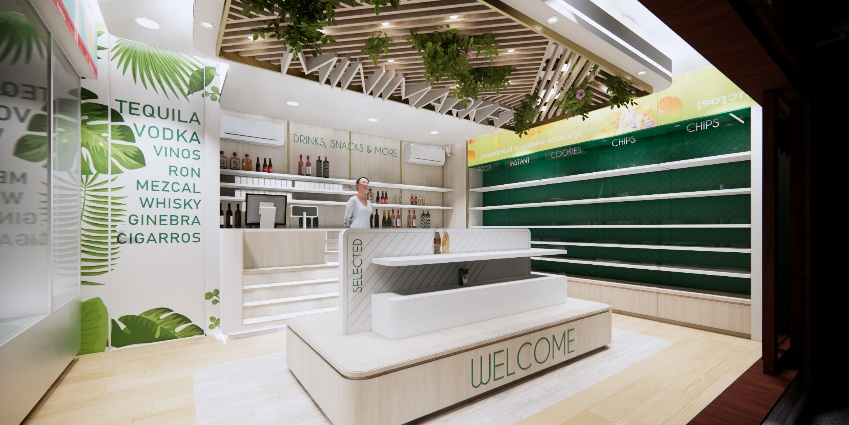 TEQUILA
VODKA
VINOS
RON
MEZCAL
WHISKY
GINEBRA
CIGARROS
DRINKS, SNACKS & MORE
INSTANT
COOKIES
CHIPS
CHIPS
SELECTED
WELCOME